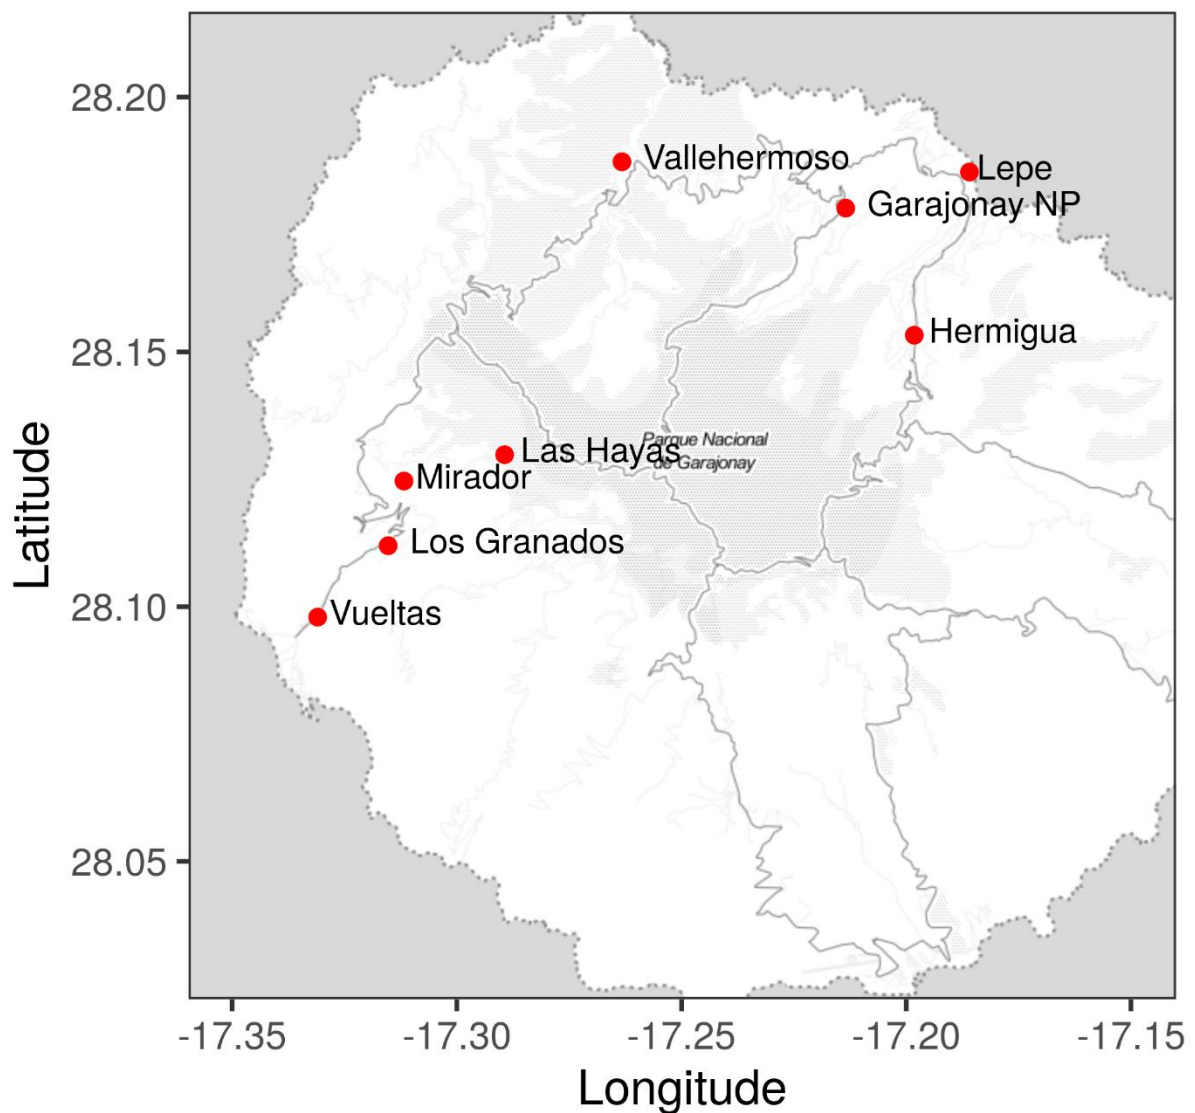 28.20
Vallehermoso
Lepe
Garajonay NP
28.15
Hermigua
Parque Nacional
de Garajonay
Las Hayas
Mirador
Los Granados
28.10
Vueltas
28.05
Latitude
-17.35
-17.30
-17.25
-17.20
-17.15
Longitude